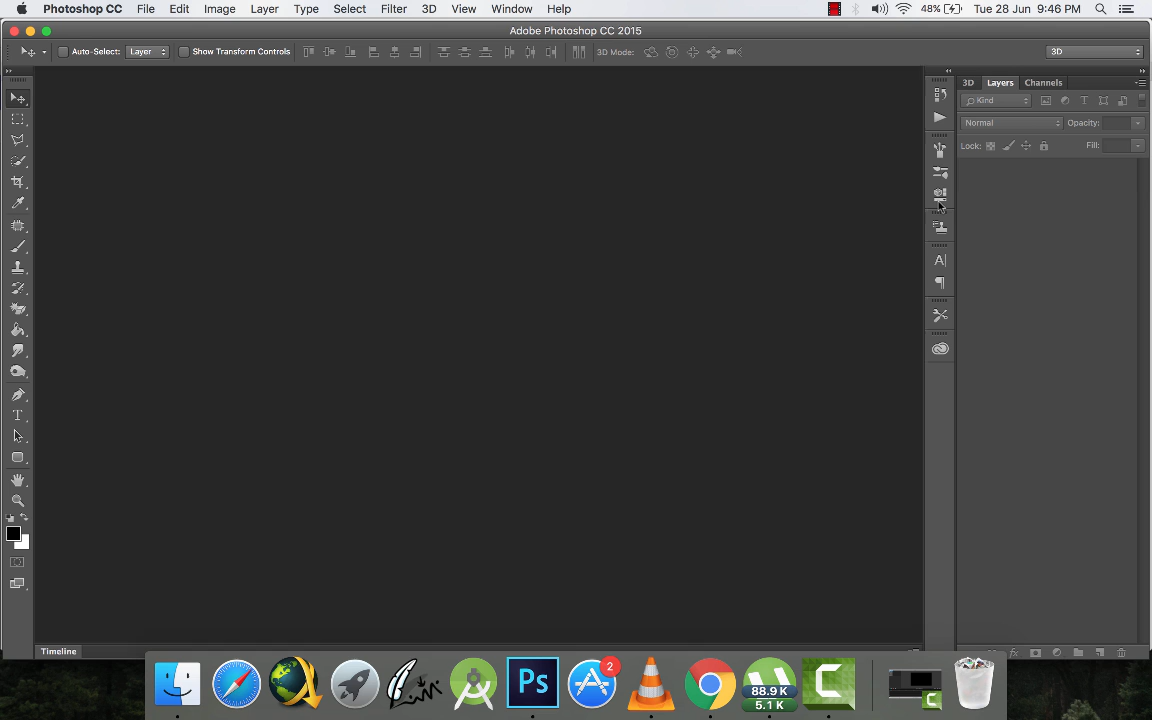 Photoshop CC File Edit Image Layer Type Select Filter 3D View Window Help 48% Tue 28 Jun 9:46 PM
Adobe Photoshop CC 2015
Auto-Select: Layer Show Transform Controls 3D Mode: 3D
3D Layers Channels
Kind
Normal Opacity:
Lock: Fill:
Timeline
Ps
2
88.9 K
5.1 K